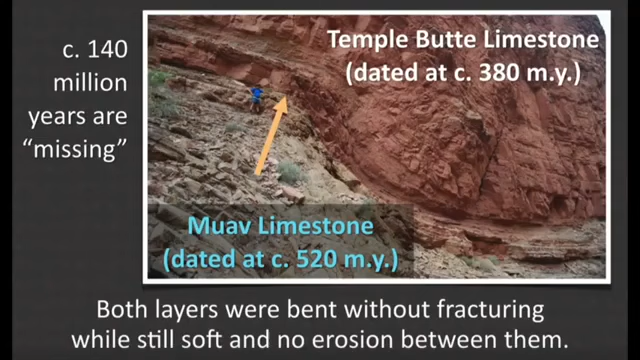 c. 140
million
years are
“missing”
Temple Butte Limestone
(dated at c. 380 m.y.)
Muav Limestone
(dated at c. 520 m.y.)
Both layers were bent without fracturing
while still soft and no erosion between them.